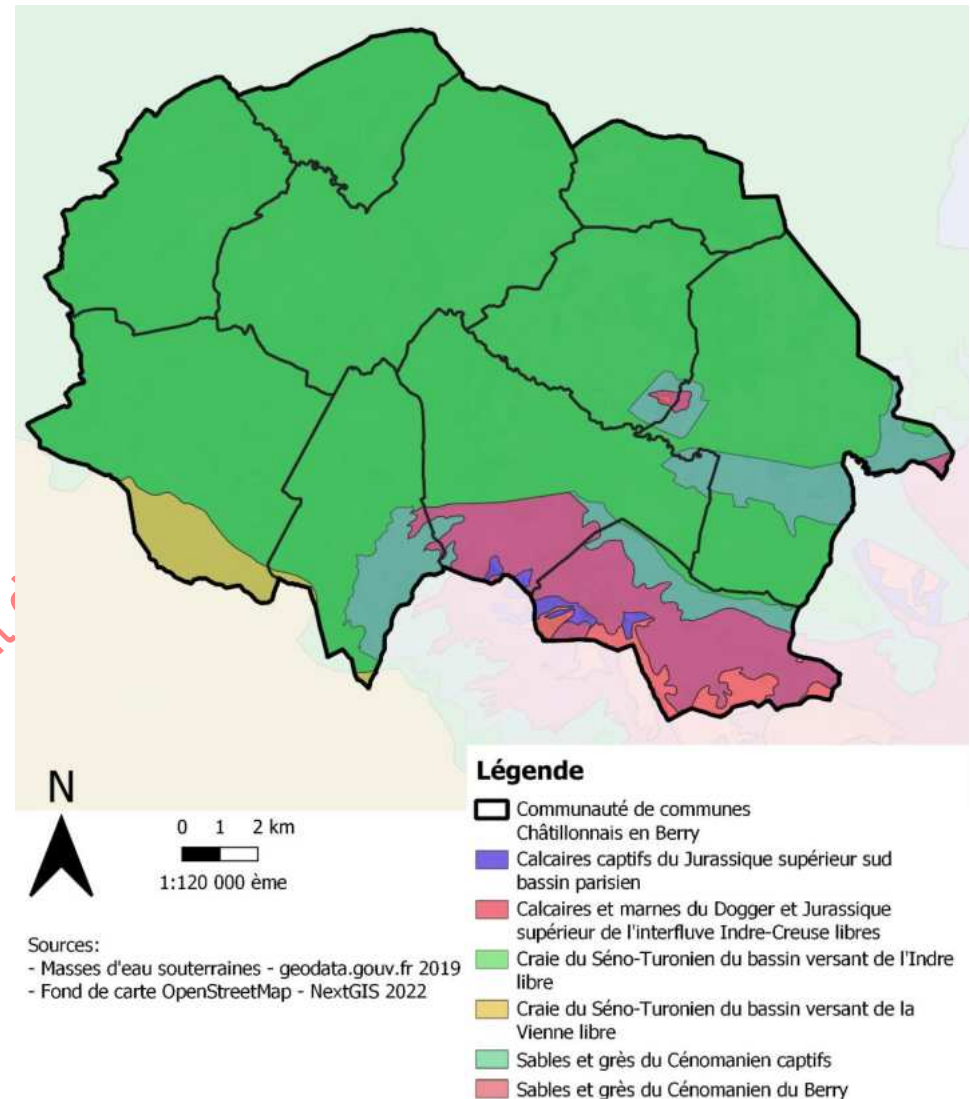 N
0 1 2 km
1:120 000 ème
Sources:
- Masses d'eau souterraines - geodata.gouv.fr 2019
- Fond de carte OpenStreetMap - NextGIS 2022
Légende
Communauté de communes
Châtillonnais en Berry
Calcaires captifs du Jurassique supérieur sud
bassin parisien
Calcaires et marnes du Dogger et Jurassique
supérieur de l'interfluve Indre-Creuse libres
Craie du Séno-Turonien du bassin versant de l'Indre
libre
Craie du Séno-Turonien du bassin versant de la
Vienne libre
Sables et grès du Cénomanien captifs
Sables et grès du Cénomanien du Berry